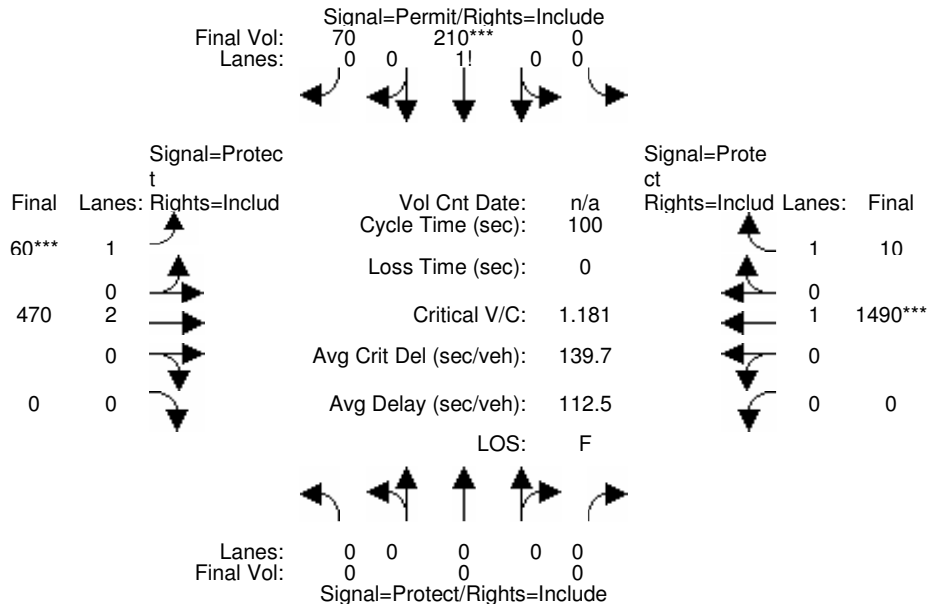 Signal=Permit/Rights=Include
Final Vol: 70 210*** 0
Lanes: 0 0 1! 0 0
Signal=Protec
t
Signal=Prote
ct
Final Lanes: Rights=Includ Vol Cnt Date: n/a Rights=Includ Lanes: Final
Cycle Time (sec): 100
60*** 1 1 10
Loss Time (sec): 0
0 0
470 2 Critical V/C: 1.181 1 1490***
0 Avg Crit Del (sec/veh): 139.7 0
0 0 Avg Delay (sec/veh): 112.5 0 0
LOS: F
Lanes: 0 0 0 0 0
Final Vol: 0 0 0
Signal=Protect/Rights=Include